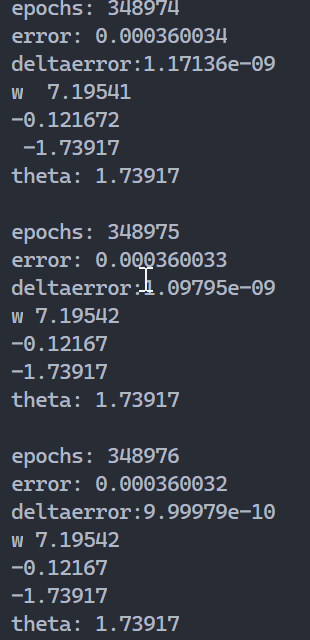 epochs: 348974
error: 0.000360034
deltaerror:1.17136e-09
w  7.19541
-0.121672
 -1.73917
theta: 1.73917

epochs: 348975
error: 0.000360033
deltaerror:1.09795e-09
w 7.19542
-0.12167
-1.73917
theta: 1.73917

epochs: 348976
error: 0.000360032
deltaerror:9.99979e-10
w 7.19542
-0.12167
-1.73917
theta: 1.73917